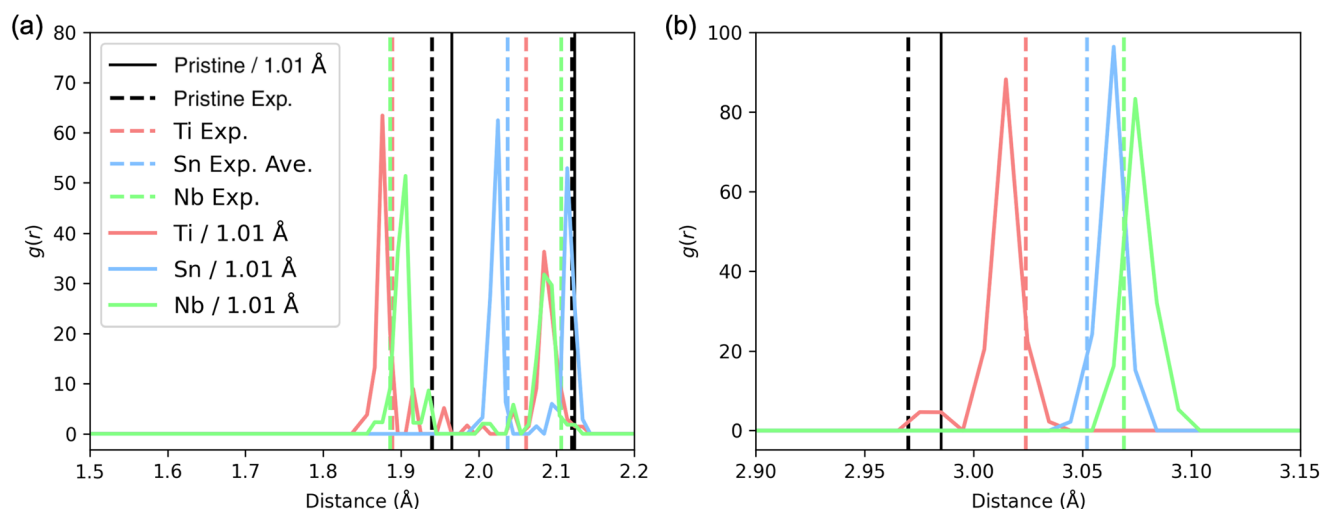 (a)
80
70
60
50
40
30
20
10
0
g(r)
Pristine / 1.01 Å
Pristine Exp.
Ti Exp.
Sn Exp. Ave.
Nb Exp.
Ti / 1.01 Å
Sn / 1.01 Å
Nb / 1.01 Å
1.5 1.6 1.7 1.8 1.9 2.0 2.1 2.2
Distance (Å)
(b)
100
80
60
40
20
0
g(r)
2.90 2.95 3.00 3.05 3.10 3.15
Distance (Å)